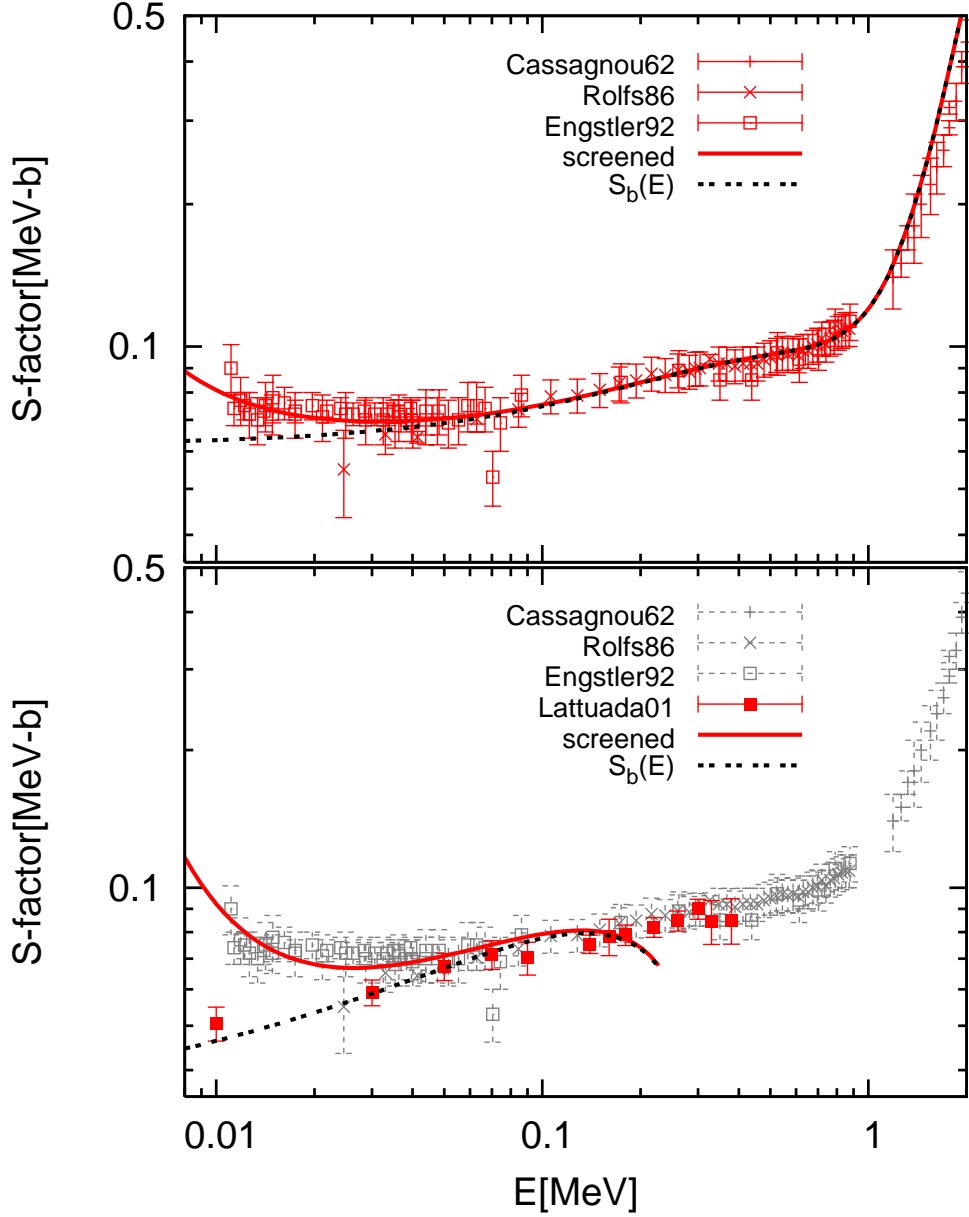 0.5
Cassagnou62
Rolfs86
Engstler92
screened
S_b(E)
0.1
S-factor[MeV-b]
0.5
Cassagnou62
Rolfs86
Engstler92
Lattuada01
screened
S_b(E)
0.1
S-factor[MeV-b]
0.01 0.1 1
E[MeV]